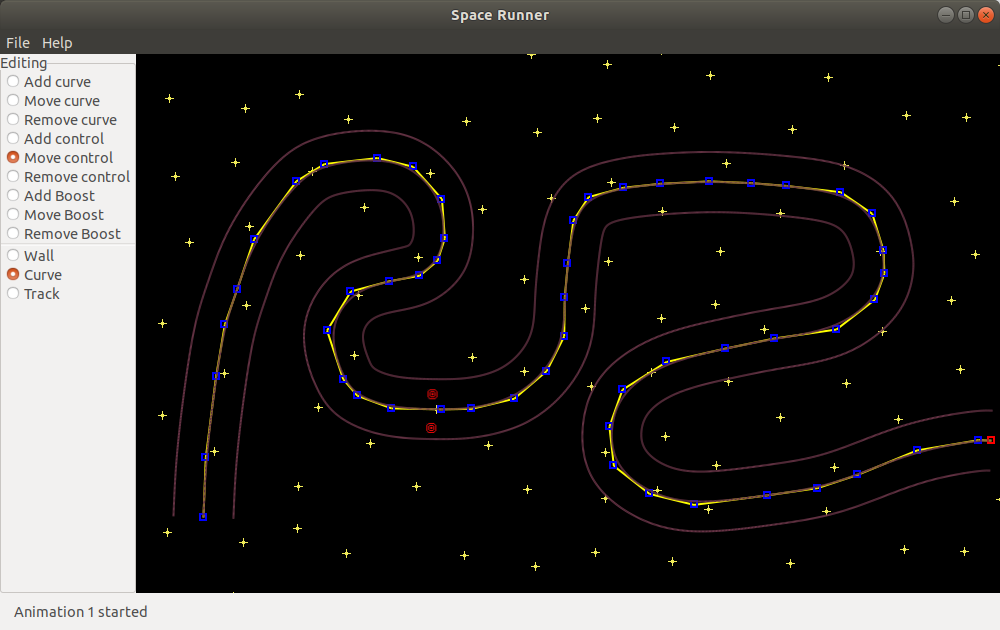 Space Runner
File Help
Editing
Add curve
Move curve
Remove curve
Add control
Move control
Remove control
Add Boost
Move Boost
Remove Boost
Wall
Curve
Track
Animation 1 started